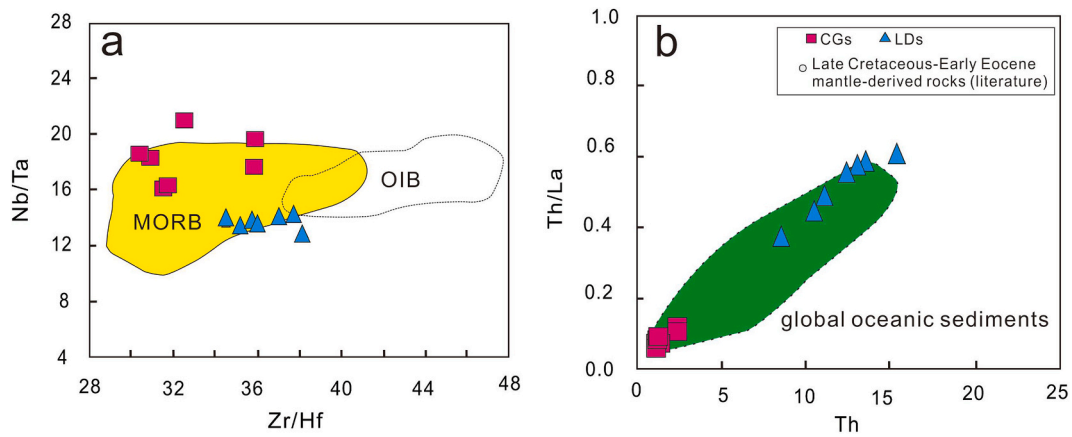 a
28
24
20
16
12
8
4
Nb/Ta
MORB
OIB
28
32
36
40
44
48
Zr/Hf
b
1.0
0.8
0.6
0.4
0.2
0.0
Th/La
CGs LDs
Late Cretaceous-Early Eocene
mantle-derived rocks (literature)
global oceanic sediments
0
5
10
15
20
25
Th